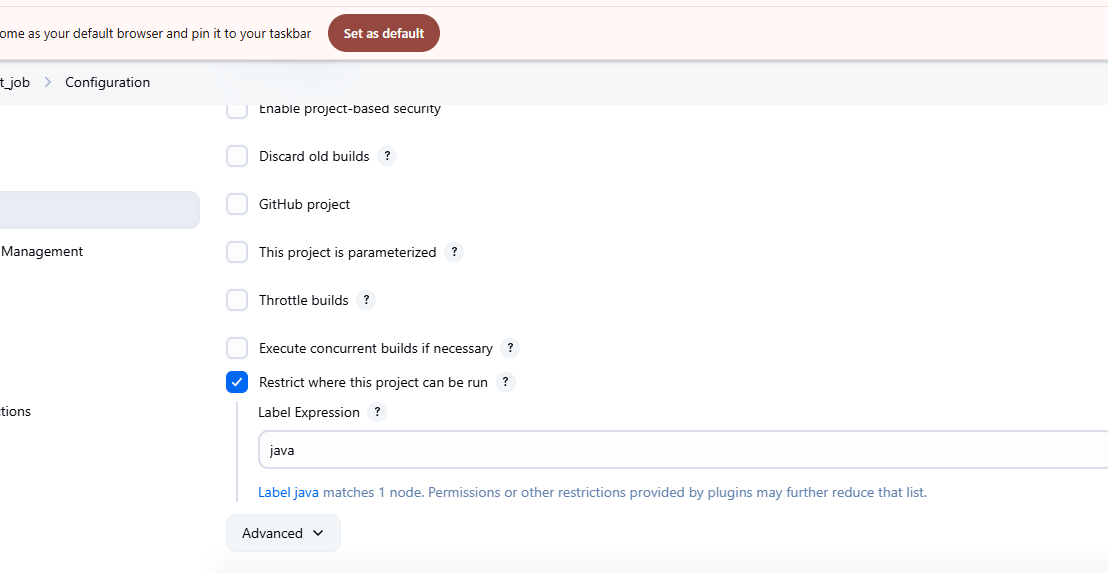 ome as your default browser and pin it to your taskbar Set as default
t_job > Configuration
Enable project-based security
Discard old builds ?
GitHub project
Management
This project is parameterized ?
Throttle builds ?
Execute concurrent builds if necessary ?
Restrict where this project can be run ?
tions
Label Expression ?
java
Label java matches 1 node. Permissions or other restrictions provided by plugins may further reduce that list.
Advanced